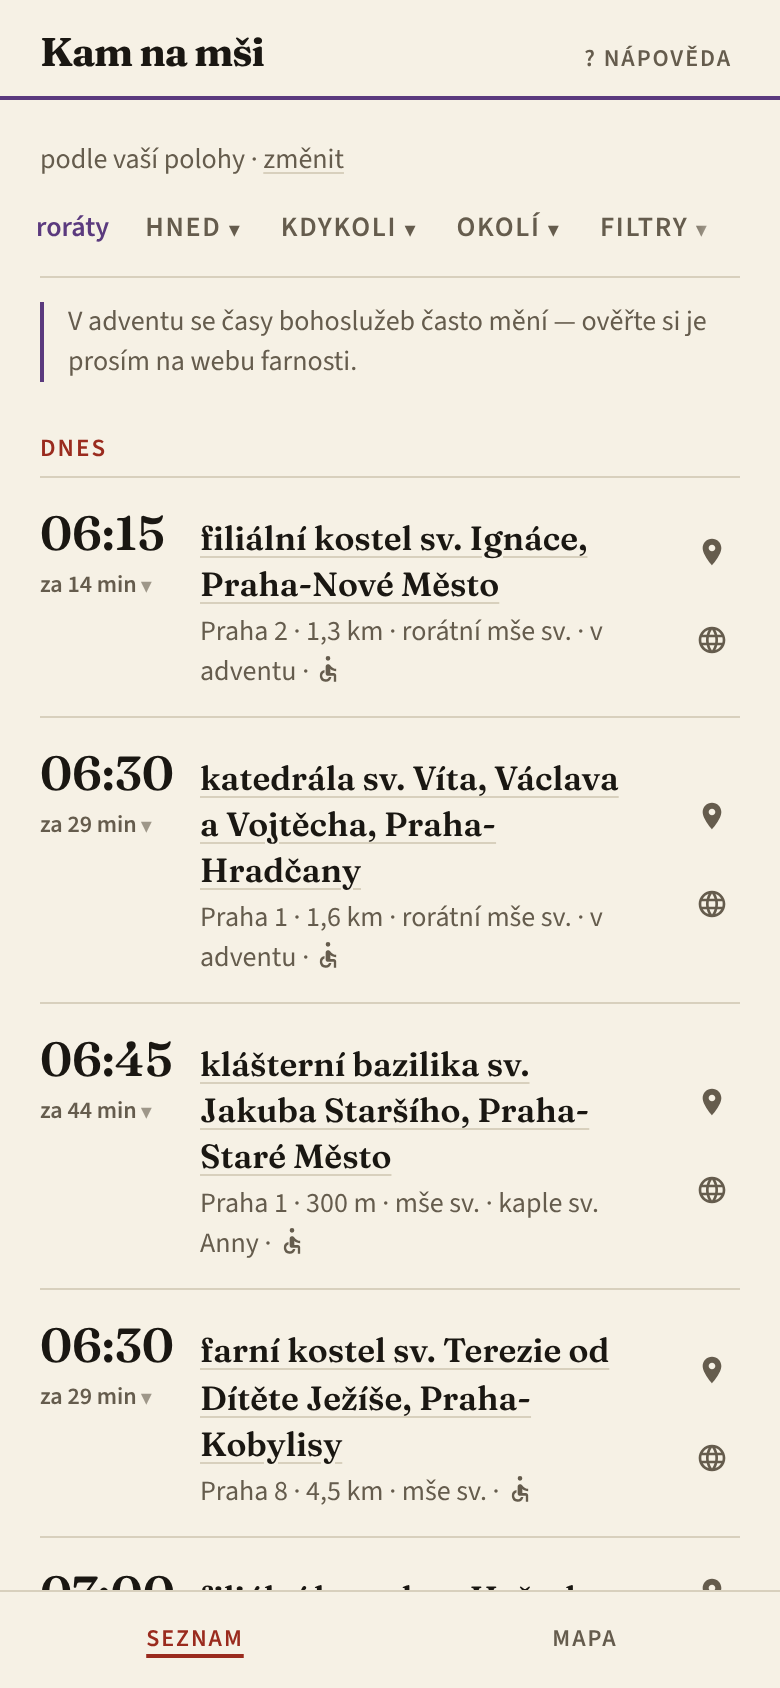 Kam na mši
? NÁPOVĚDA
podle vaší polohy · změnit
roráty HNED ▾ KDYKOLI ▾ OKOLÍ ▾ FILTRY ▾
V adventu se časy bohoslužeb často mění — ověřte si je
prosím na webu farnosti.
DNES
06:15
za 14 min ▾
filiální kostel sv. Ignáce,
Praha-Nové Město
Praha 2 · 1,3 km · rorátní mše sv. · v
adventu ·
06:30
za 29 min ▾
katedrála sv. Víta, Václava
a Vojtěcha, Praha-
Hradčany
Praha 1 · 1,6 km · rorátní mše sv. · v
adventu ·
06:45
za 44 min ▾
klášterní bazilika sv.
Jakuba Staršího, Praha-
Staré Město
Praha 1 · 300 m · mše sv. · kaple sv.
Anny ·
06:30
za 29 min ▾
farní kostel sv. Terezie od
Dítěte Ježíše, Praha-
Kobylisy
Praha 8 · 4,5 km · mše sv. ·
07:00
SEZNAM
MAPA